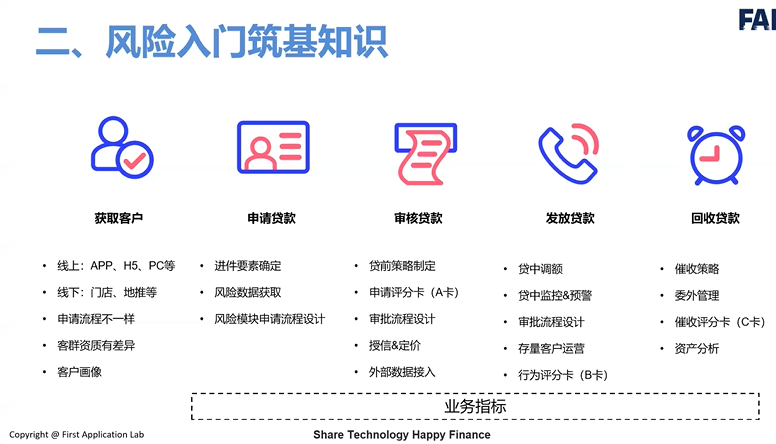 二、风险入门筑基知识
FAI
获取客户
线上：APP、H5、PC等
线下：门店、地推等
申请流程不一样
客群资质有差异
客户画像
申请贷款
进件要素确定
风险数据获取
风险模块申请流程设计
审核贷款
贷前策略制定
申请评分卡（A卡）
审批流程设计
授信&定价
外部数据接入
发放贷款
贷中调额
贷中监控&预警
审批流程设计
存量客户运营
行为评分卡（B卡）
回收贷款
催收策略
委外管理
催收评分卡（C卡）
资产分析
业务指标
Copyright @ First Application Lab
Share Technology Happy Finance